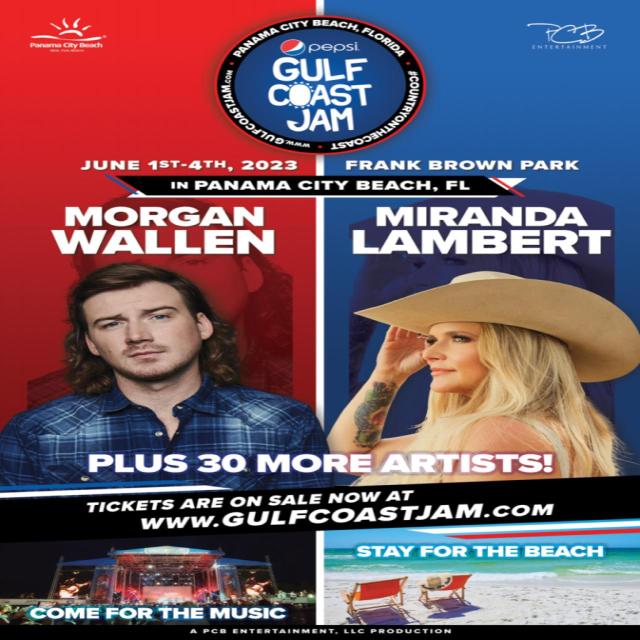 Panama City Beach
REAL. FUN. BEACH.
PCB
ENTERTAINMENT
PANAMA CITY BEACH, FLORIDA
pepsi
GULF
COAST
JAM
WWW.GULFCOASTJAM.COM
#COUNTRYONTHECOAST
JUNE 1ST-4TH, 2023
FRANK BROWN PARK
IN PANAMA CITY BEACH, FL
MORGAN
WALLEN
MIRANDA
LAMBERT
PLUS 30 MORE ARTISTS!
TICKETS ARE ON SALE NOW AT
WWW.GULFCOASTJAM.COM
STAY FOR THE BEACH
COME FOR THE MUSIC
A PCB ENTERTAINMENT, LLC PRODUCTION